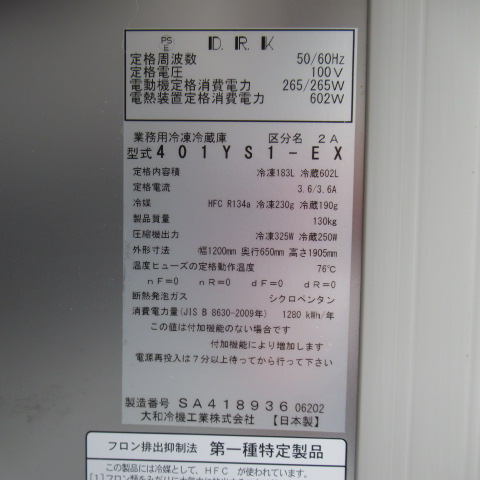 PS E D.R.K
定格周波数 50/60Hz
定格電圧 100V
電動機定格消費電力 265/265W
電熱装置定格消費電力 602W
業務用冷凍冷蔵庫 区分名 2A
型式 401YS1-EX
定格内容積 冷凍183L 冷蔵602L
定格電流 3.6/3.6A
冷媒 HFC R134a 冷凍230g 冷蔵190g
製品質量 130kg
圧縮機出力 冷凍325W 冷蔵250W
外形寸法 幅1200mm 奥行650mm 高さ1905mm
温度ヒューズの定格動作温度 76℃
nF=0 nR=0 dF=0 dR=0
断熱発泡ガス シクロペンタン
消費電力量(JIS B 8630-2009年) 1280 kWh/年
この値は付加機能のない場合です
付加機能により増加します
電源再投入は7分以上待ってから行って下さい
製造番号 SA418936 06202
大和冷機工業株式会社 【日本製】
フロン排出抑制法 第一種特定製品
この製品には冷媒として、HFC が使われています。